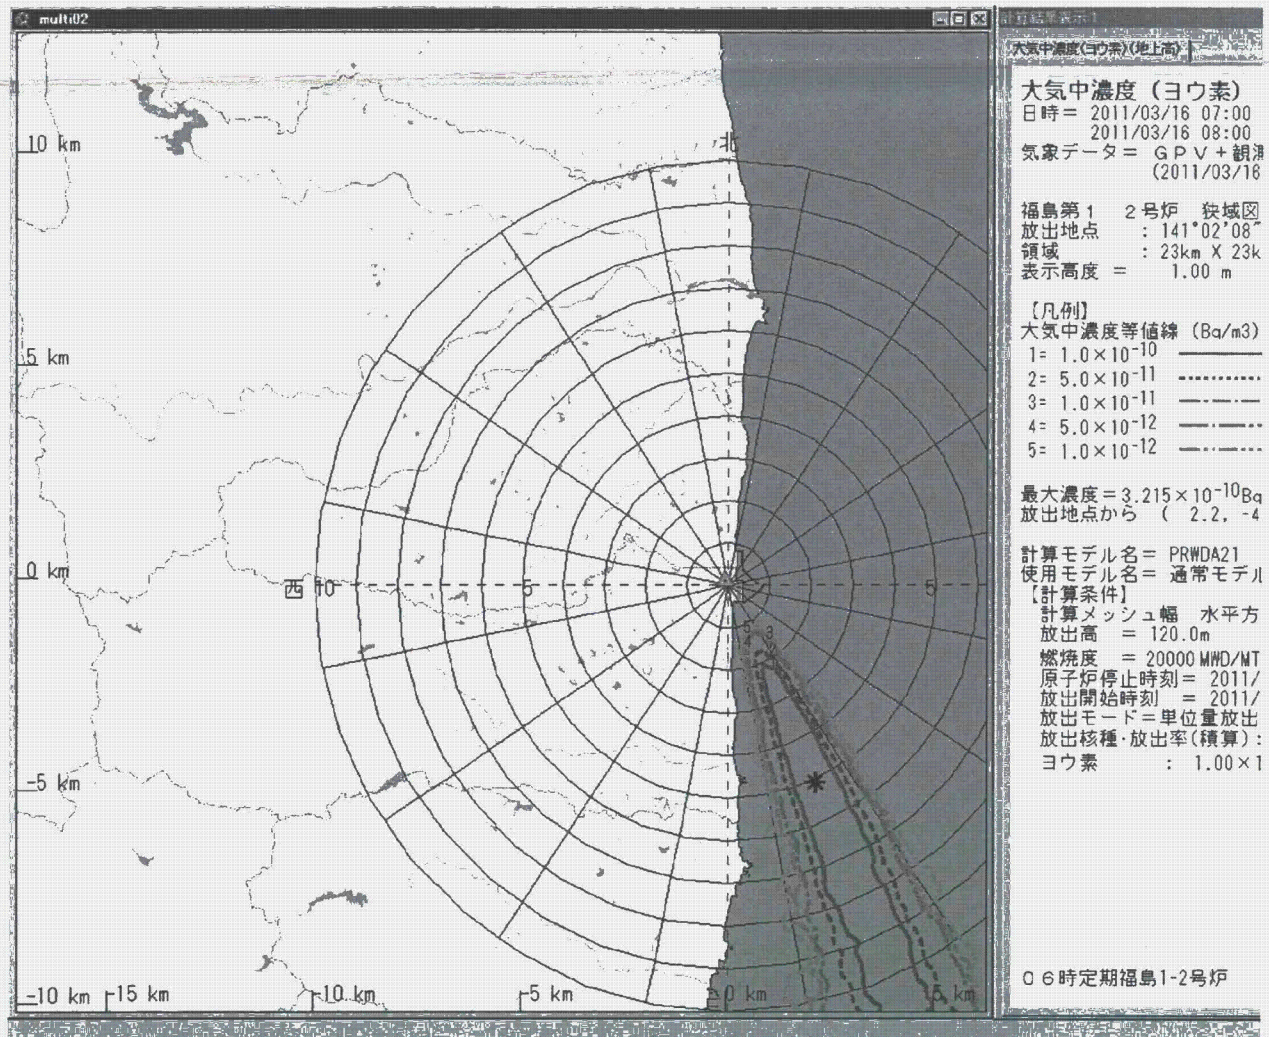 multi02
計算結果表示1
大気中濃度(ヨウ素)(地上高)
大気中濃度（ヨウ素）
日時＝ 2011/03/16 07:00
2011/03/16 08:00
気象データ＝ ＧＰＶ＋観測
(2011/03/16
福島第１ ２号炉 狭域図
放出地点 : 141°02'08"
領域 : 23km X 23k
表示高度 ＝ 1.00 m
【凡例】
大気中濃度等値線 (Bq/m3)
1= 1.0×10-10
2= 5.0×10-11
3= 1.0×10-11
4= 5.0×10-12
5= 1.0×10-12
最大濃度＝3.215×10-10Bq
放出地点から ( 2.2, -4
計算モデル名＝ PRWDA21
使用モデル名＝ 通常モデル
【計算条件】
計算メッシュ幅 水平方
放出高 ＝ 120.0m
燃焼度 ＝ 20000 MWD/MT
原子炉停止時刻＝ 2011/
放出開始時刻 ＝ 2011/
放出モード＝単位量放出
放出核種･放出率(積算) :
ヨウ素 : 1.00×1
０６時定期福島1-2号炉
北
10 km
5 km
0 km
西 10 5 5
5 3
4
-5 km
-10 km -15 km -10 km -5 km 0 km 5 km